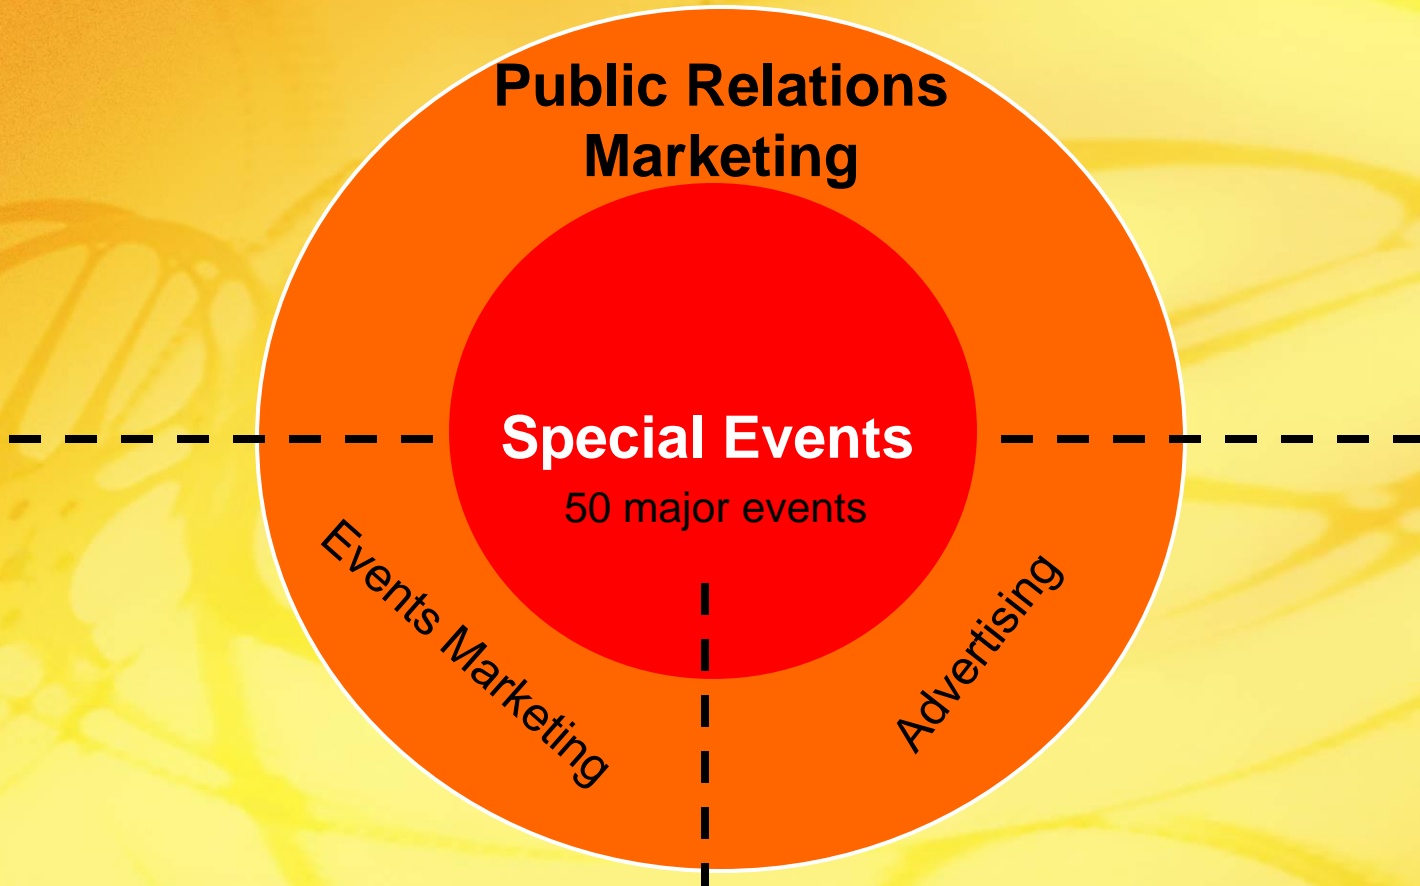 Public Relations
Marketing
Special Events
50 major events
Events Marketing
Advertising